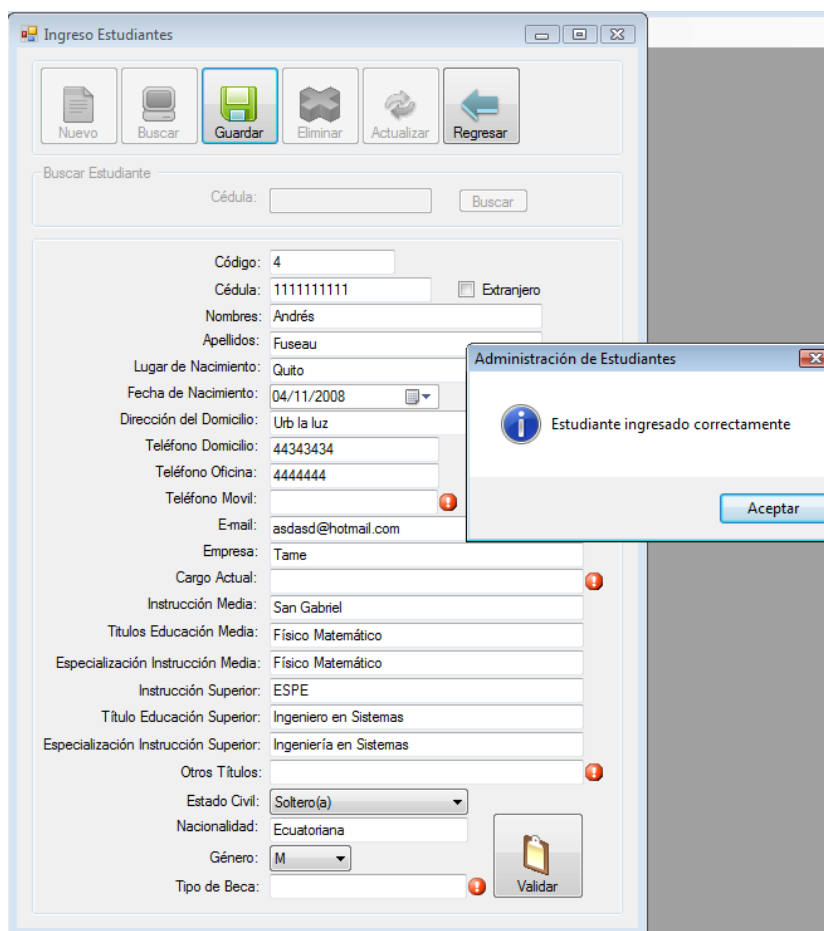 Ingreso Estudiantes
Nuevo Buscar Guardar Eliminar Actualizar Regresar
Buscar Estudiante
Cédula: Buscar
Código: 4
Cédula: 1111111111 Extranjero
Nombres: Andrés
Apellidos: Fuseau
Lugar de Nacimiento: Quito
Fecha de Nacimiento: 04/11/2008
Dirección del Domicilio: Urb la luz
Teléfono Domicilio: 44343434
Teléfono Oficina: 4444444
Teléfono Movil:
E-mail: asdasd@hotmail.com
Empresa: Tame
Cargo Actual:
Instrucción Media: San Gabriel
Titulos Educación Media: Físico Matemático
Especialización Instrucción Media: Físico Matemático
Instrucción Superior: ESPE
Título Educación Superior: Ingeniero en Sistemas
Especialización Instrucción Superior: Ingeniería en Sistemas
Otros Títulos:
Estado Civil: Soltero(a)
Nacionalidad: Ecuatoriana
Género: M
Tipo de Beca:
Validar
Administración de Estudiantes
Estudiante ingresado correctamente
Aceptar